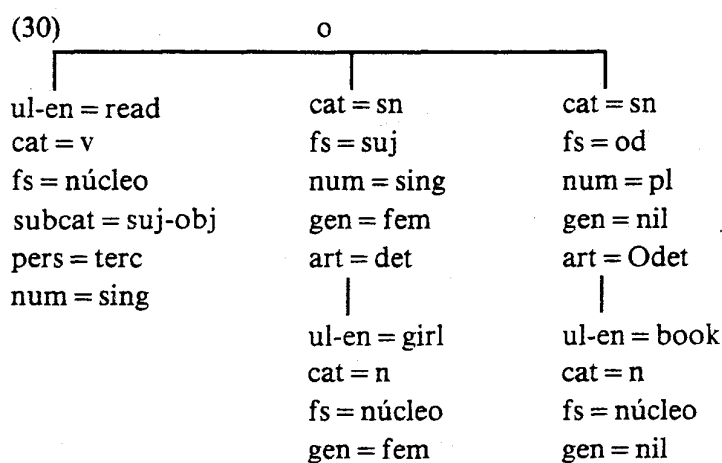 (30) o
ul-en = read cat = sn cat = sn
cat = v fs = suj fs = od
fs = núcleo num = sing num = pl
subcat = suj-obj gen = fem gen = nil
pers = terc art = det art = Odet
num = sing
ul-en = girl ul-en = book
cat = n cat = n
fs = núcleo fs = núcleo
gen = fem gen = nil